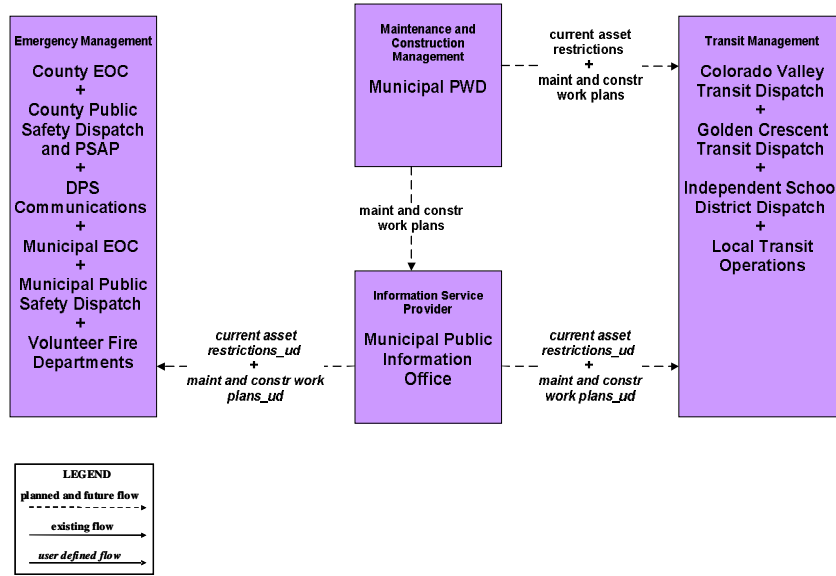 Emergency Management
County EOC
+
County Public
Safety Dispatch
and PSAP
+
DPS
Communications
+
Municipal EOC
+
Municipal Public
Safety Dispatch
+
Volunteer Fire
Departments
Maintenance and
Construction
Management
Municipal PWD
current asset
restrictions
+
maint and constr
work plans
Transit Management
Colorado Valley
Transit Dispatch
+
Golden Crescent
Transit Dispatch
+
Independent School
District Dispatch
+
Local Transit
Operations
maint and constr
work plans
Information Service
Provider
Municipal Public
Information
Office
current asset
restrictions_ud
+
maint and constr work
plans_ud
current asset
restrictions_ud
+
maint and constr
work plans_ud
LEGEND
planned and future flow
existing flow
user defined flow